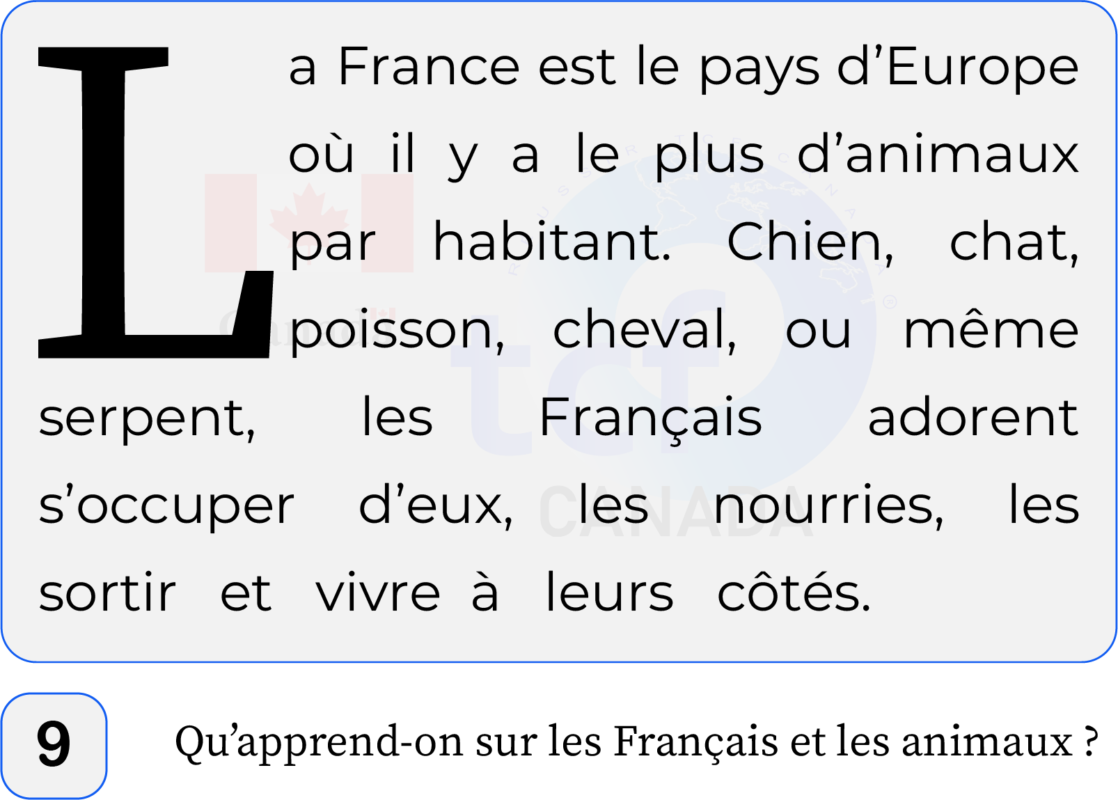 La France est le pays d'Europe
où il y a le plus d'animaux
par habitant. Chien, chat,
poisson, cheval, ou même
serpent, les Français adorent
s'occuper d'eux, les nourries, les
sortir et vivre à leurs côtés.
tcf
CANADA
9 Qu'apprend-on sur les Français et les animaux ?